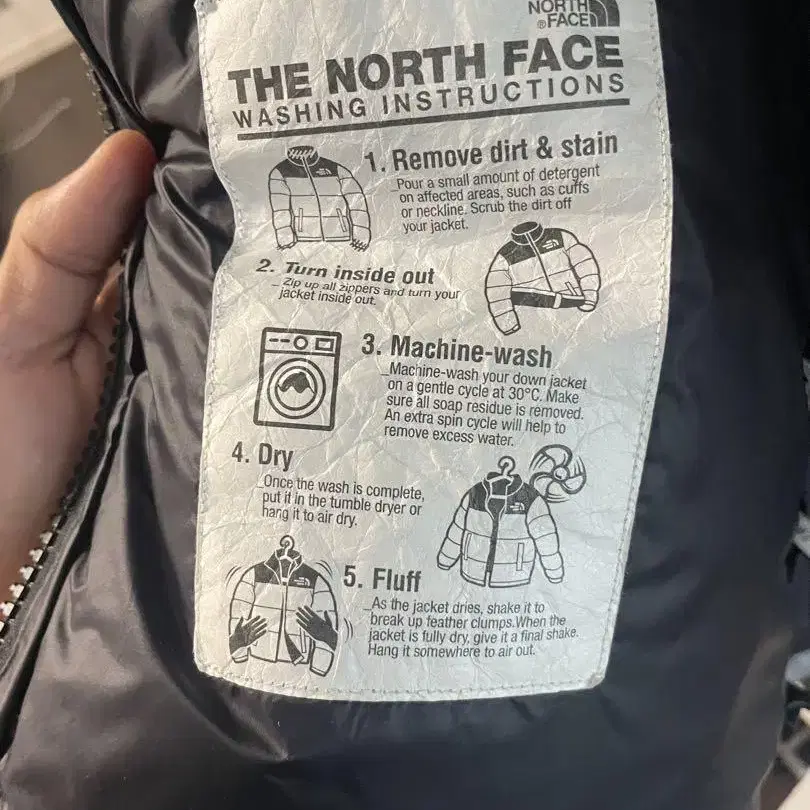 NORTH
®FACE
THE NORTH FACE
WASHING INSTRUCTIONS
1. Remove dirt & stain
_Pour a small amount of detergent
on affected areas, such as cuffs
or neckline. Scrub the dirt off
your jacket.
2. Turn inside out
_ Zip up all zippers and turn your
jacket inside out.
3. Machine-wash
_Machine-wash your down jacket
on a gentle cycle at 30°C. Make
sure all soap residue is removed.
An extra spin cycle will help to
remove excess water.
4. Dry
_Once the wash is complete,
put it in the tumble dryer or
hang it to air dry.
5. Fluff
_As the jacket dries, shake it to
break up feather clumps.When the
jacket is fully dry, give it a final shake.
Hang it somewhere to air out.